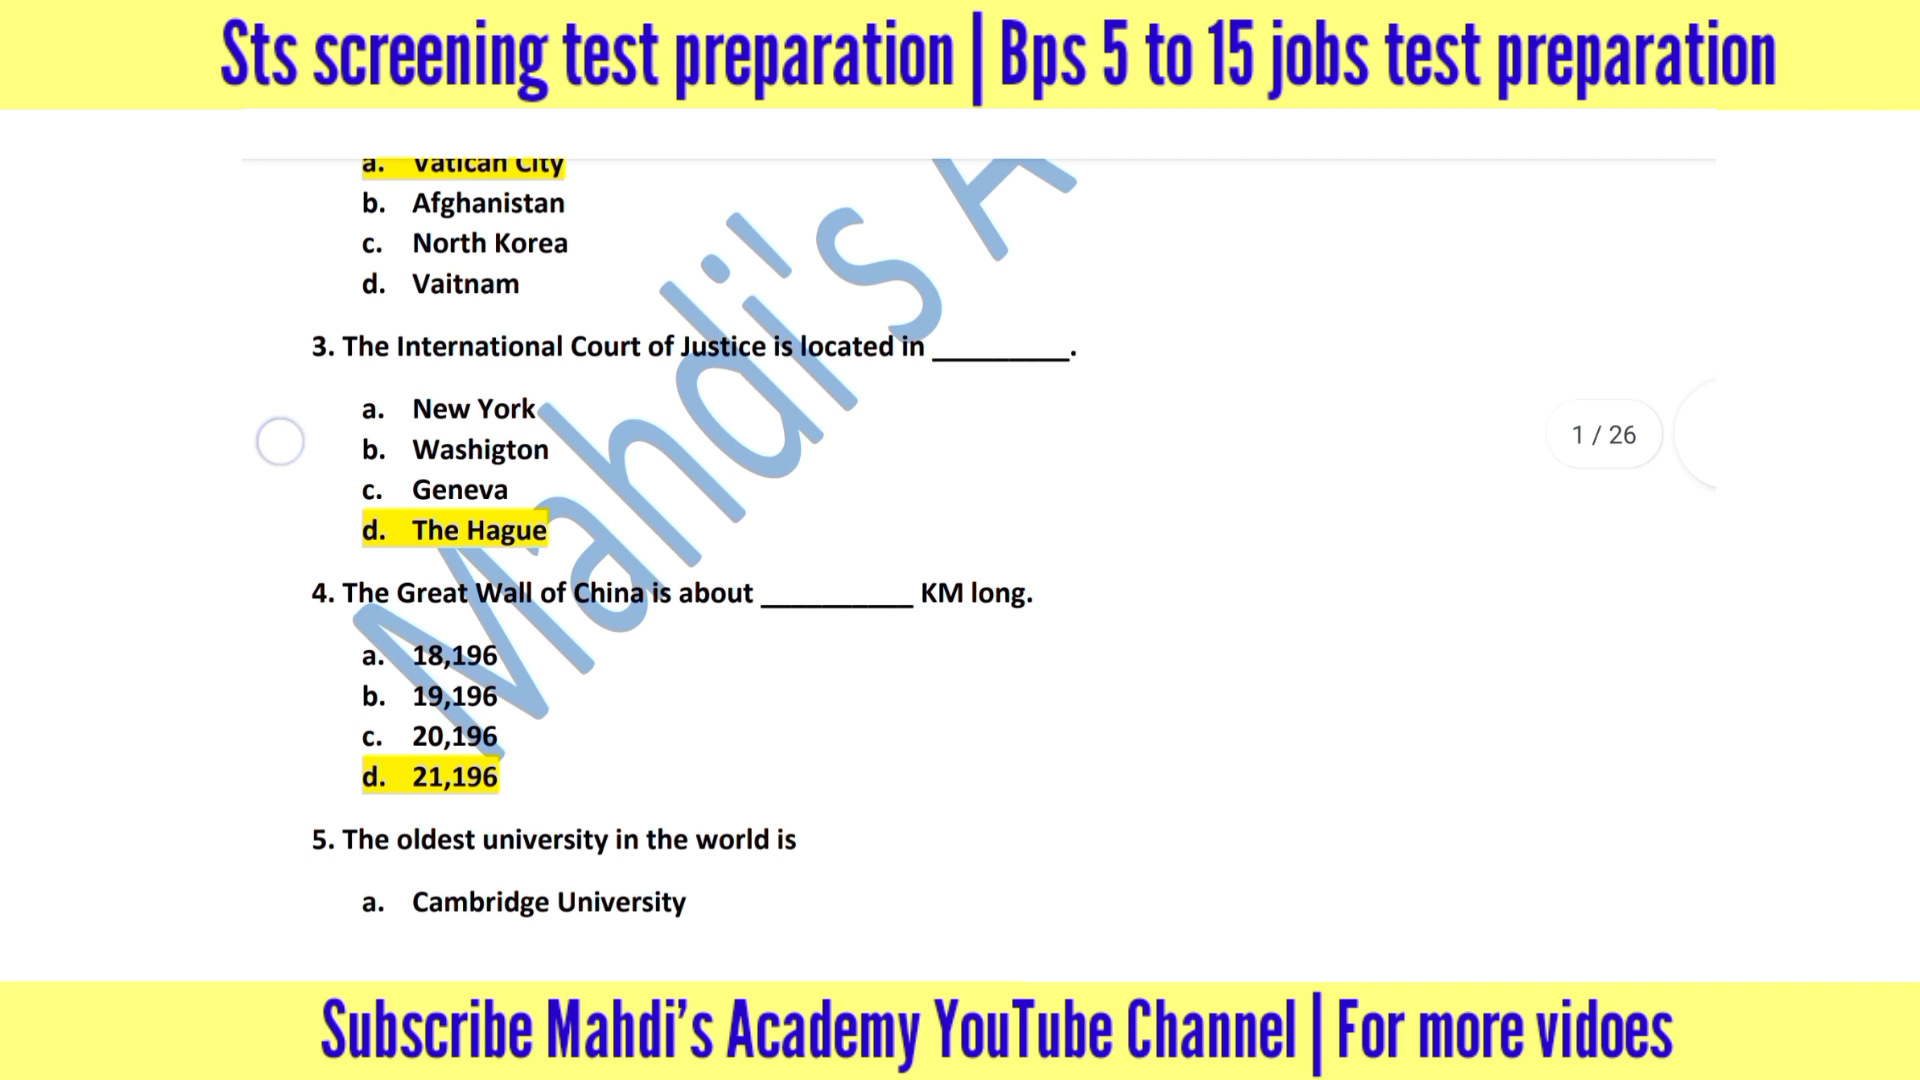 Sts screening test preparation | Bps 5 to 15 jobs test preparation
a. Vatican City
b. Afghanistan
c. North Korea
d. Vaitnam
3. The International Court of Justice is located in _________.
a. New York
b. Washigton
c. Geneva
d. The Hague
1 / 26
4. The Great Wall of China is about __________ KM long.
a. 18,196
b. 19,196
c. 20,196
d. 21,196
5. The oldest university in the world is
a. Cambridge University
Mahdi's A
Subscribe Mahdi’s Academy YouTube Channel | For more vidoes